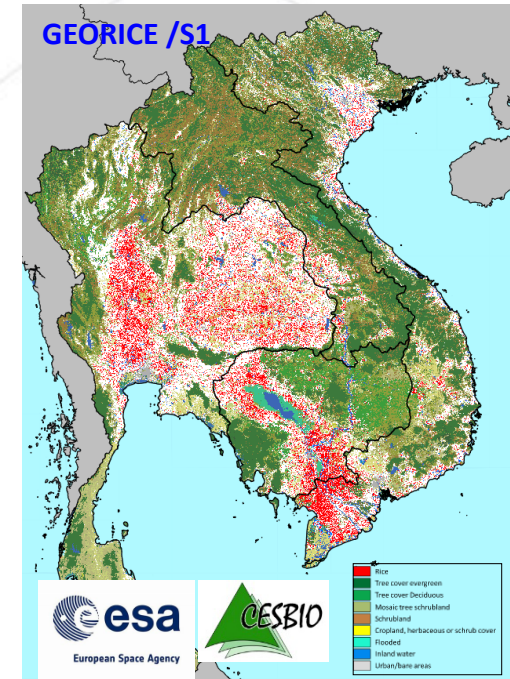 GEORICE /S1
esa
European Space Agency
CESBIO
Rice
Tree cover evergreen
Tree cover Deciduous
Mosaic tree schrubland
Schrubland
Cropland, herbaceous or schrub cover
Flooded
Inland water
Urban/bare areas